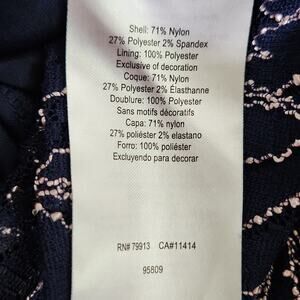 Shell: 71% Nylon
27% Polyester 2% Spandex
Lining: 100% Polyester
Exclusive of decoration
Coque: 71% Nylon
27% Polyester 2% Élasthanne
Doublure: 100% Polyester
Sans motifs décoratifs
Capa: 71% nylon
27% poliéster 2% elastano
Forro: 100% poliéster
Excluyendo para decorar
RN# 79913 CA#11414
95809